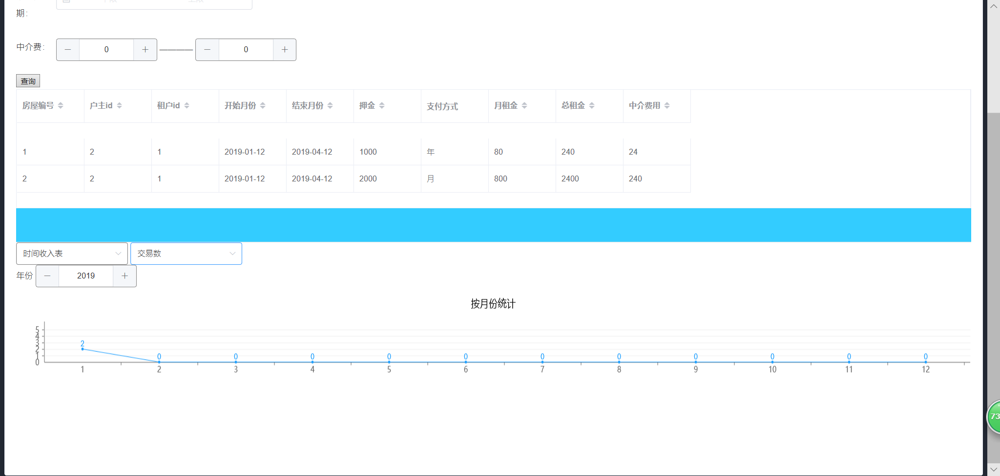 期:
中介费:
0
0
查询
房屋编号 户主id 租户id 开始月份 结束月份 押金 支付方式 月租金 总租金 中介费用
1 2 1 2019-01-12 2019-04-12 1000 年 80 240 24
2 2 1 2019-01-12 2019-04-12 2000 月 800 2400 240
时间收入表 交易数
年份 2019
按月份统计
5
4
3
2
1
0
2 0 0 0 0 0 0 0 0 0 0 0
1 2 3 4 5 6 7 8 9 10 11 12
73